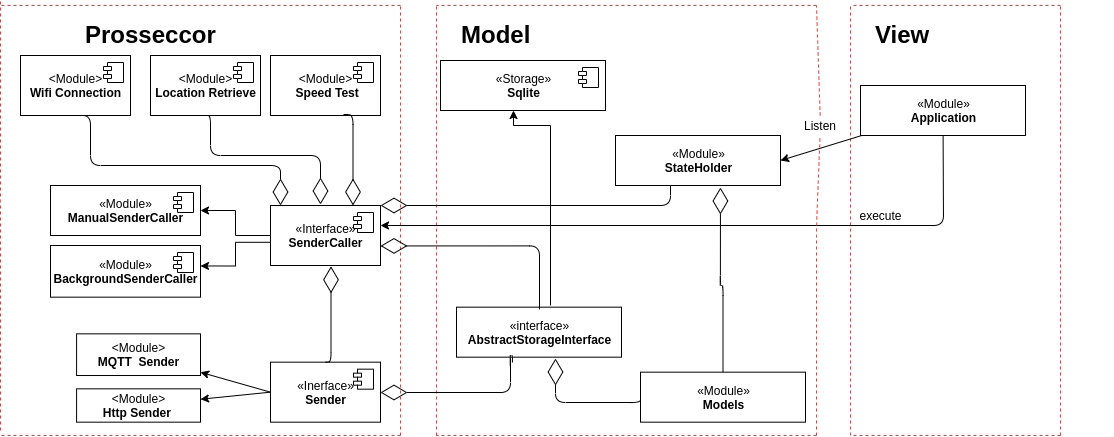 Prosseccor
<Module>
Wifi Connection
<Module>
Location Retrieve
<Module>
Speed Test
«Module»
ManualSenderCaller
«Module»
BackgroundSenderCaller
«Interface»
SenderCaller
<Module>
MQTT Sender
<Module>
Http Sender
«Inerface»
Sender
Model
«Storage»
Sqlite
«Module»
StateHolder
«interface»
AbstractStorageInterface
«Module»
Models
View
«Module»
Application
Listen
execute